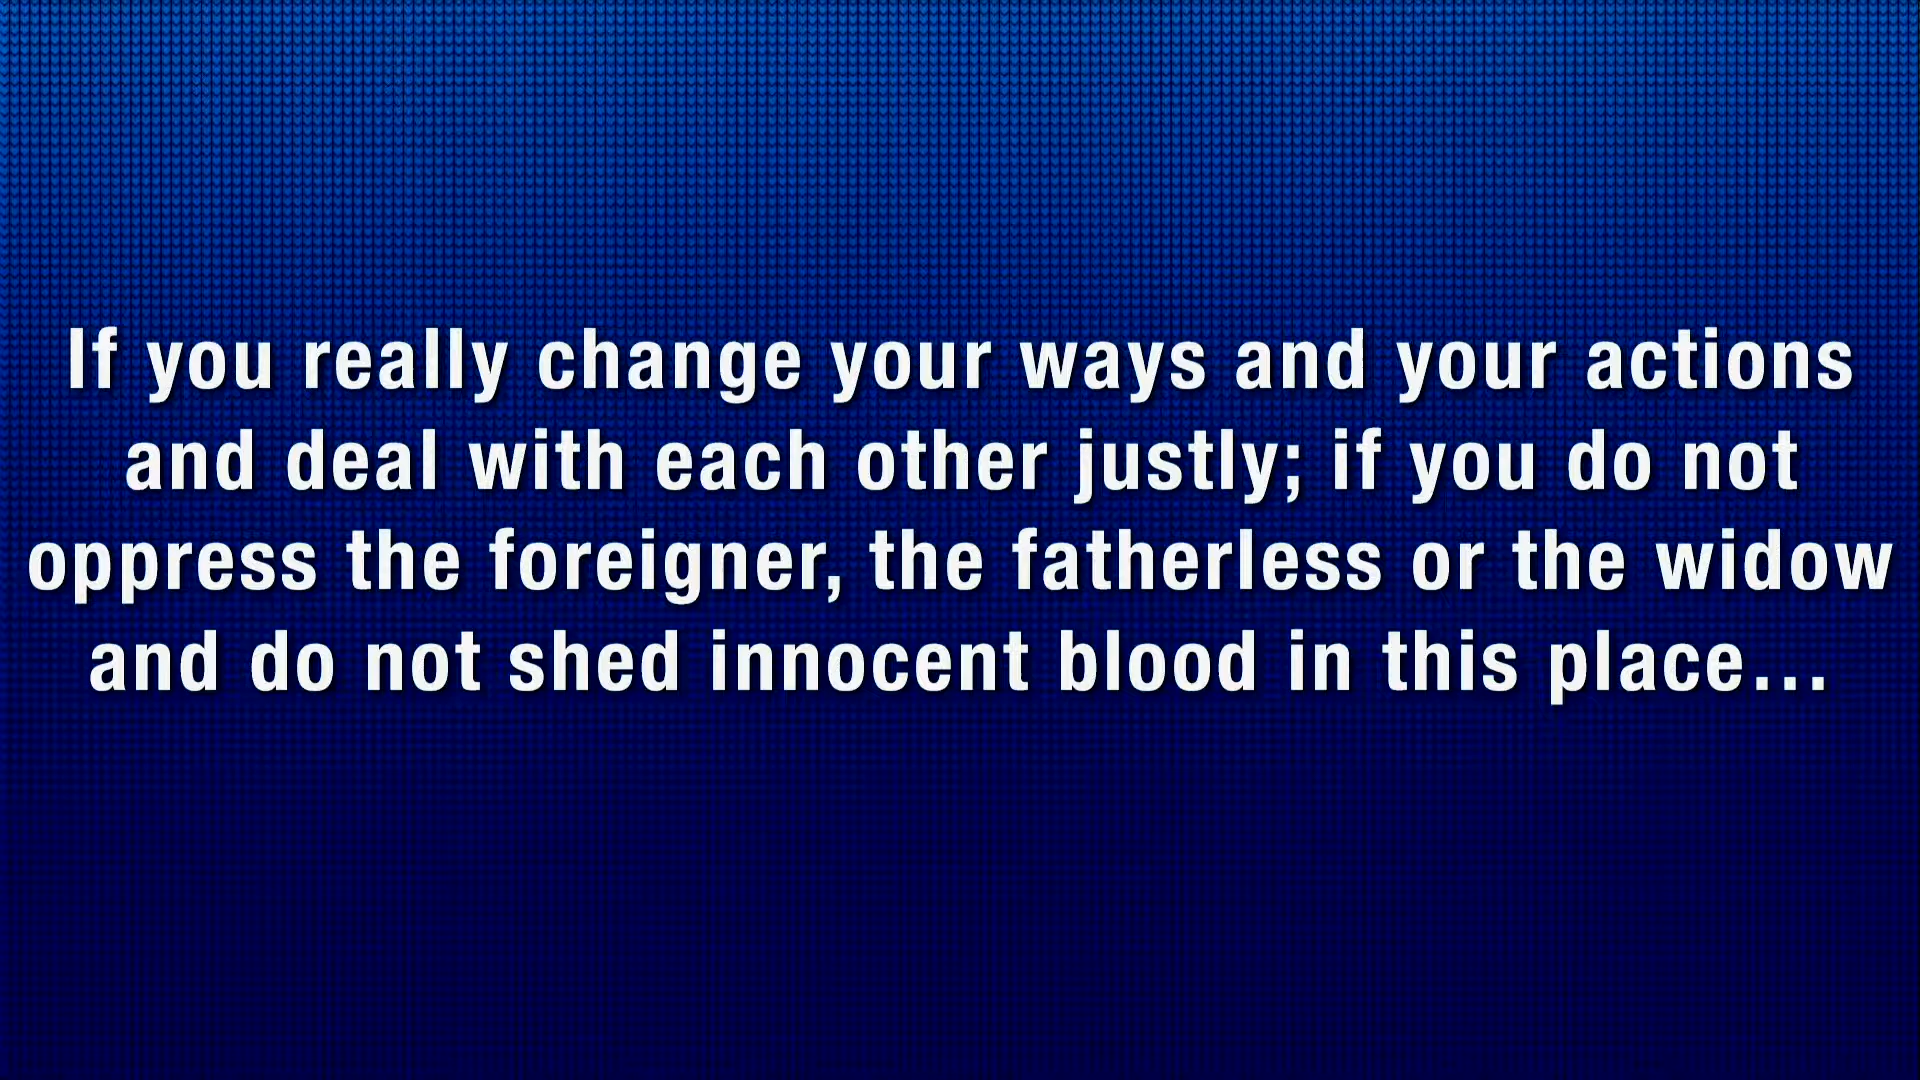 If you really change your ways and your actions
and deal with each other justly; if you do not
oppress the foreigner, the fatherless or the widow
and do not shed innocent blood in this place…